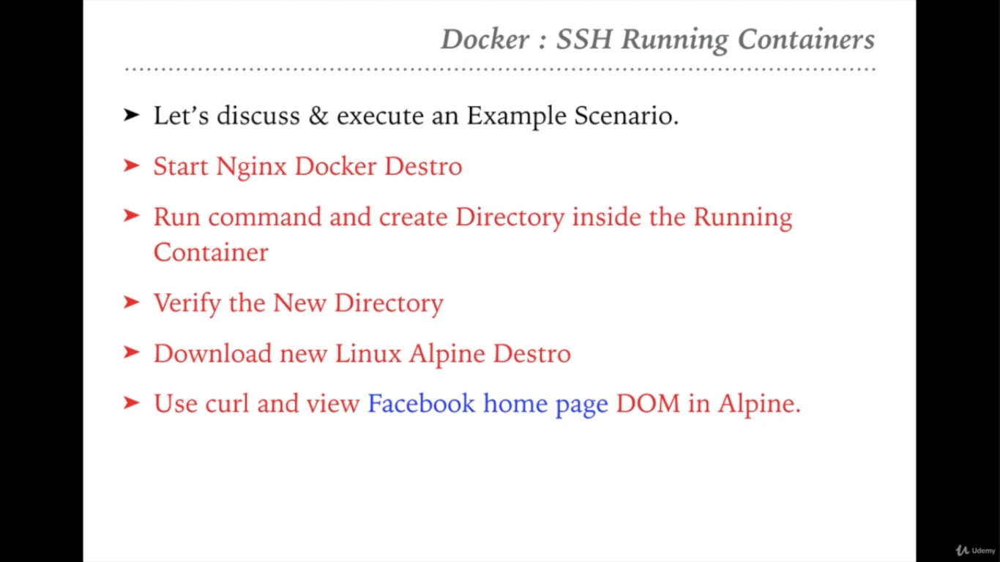 Docker : SSH Running Containers
➤ Let’s discuss & execute an Example Scenario.
➤ Start Nginx Docker Destro
➤ Run command and create Directory inside the Running
Container
➤ Verify the New Directory
➤ Download new Linux Alpine Destro
➤ Use curl and view Facebook home page DOM in Alpine.
Udemy